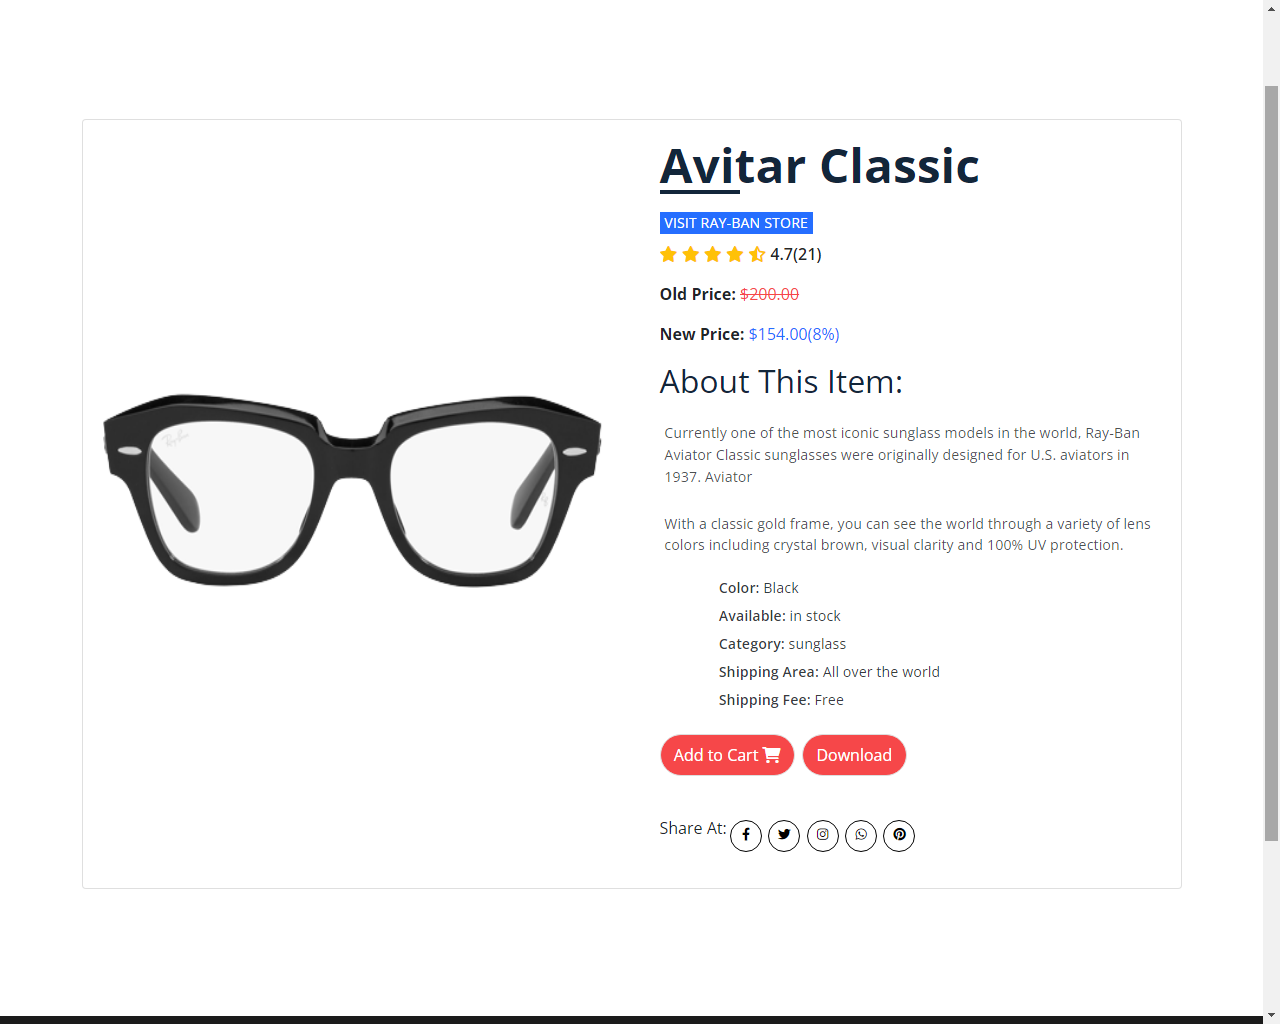 Avitar Classic
VISIT RAY-BAN STORE
4.7(21)
Old Price: $200.00
New Price: $154.00(8%)
About This Item:
Currently one of the most iconic sunglass models in the world, Ray-Ban
Aviator Classic sunglasses were originally designed for U.S. aviators in
1937. Aviator
With a classic gold frame, you can see the world through a variety of lens
colors including crystal brown, visual clarity and 100% UV protection.
Color: Black
Available: in stock
Category: sunglass
Shipping Area: All over the world
Shipping Fee: Free
Add to Cart
Download
Share At:
Ray-Ban